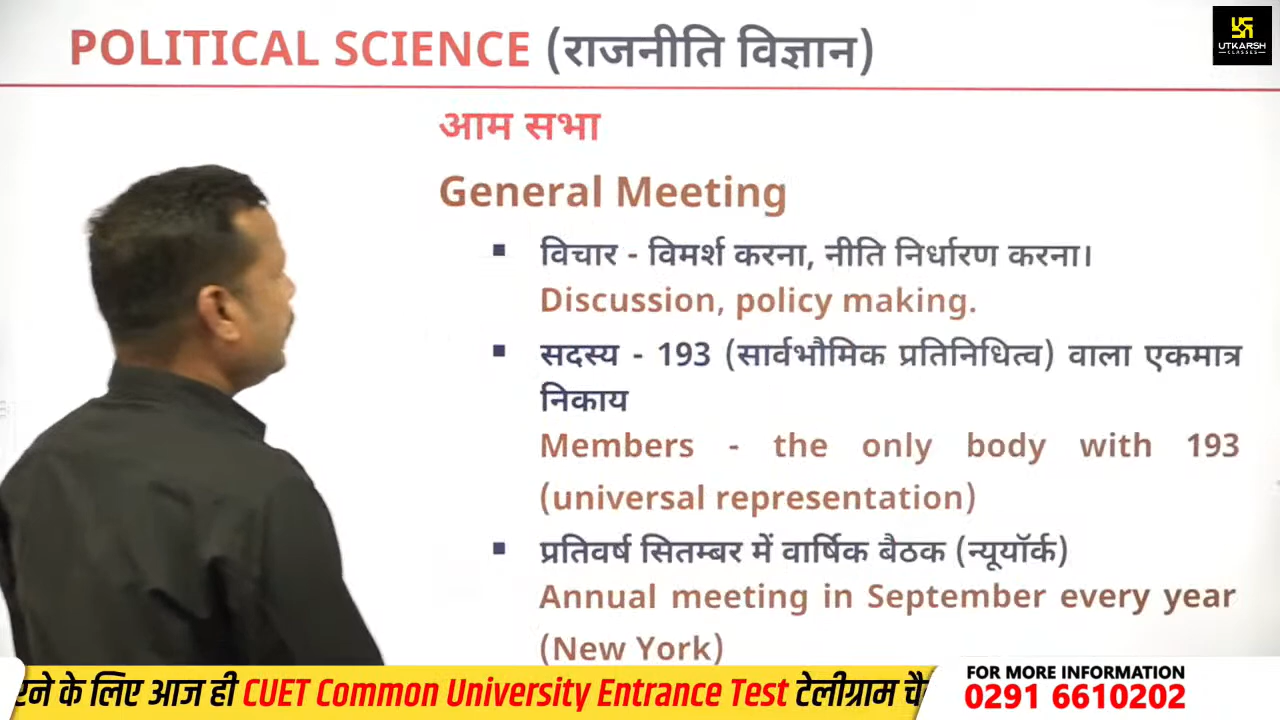 POLITICAL SCIENCE (राजनीति विज्ञान)
UTKARSH
CLASSES
आम सभा
General Meeting
▪ विचार - विमर्श करना, नीति निर्धारण करना।
Discussion, policy making.
▪ सदस्य - 193 (सार्वभौमिक प्रतिनिधित्व) वाला एकमात्र
निकाय
Members - the only body with 193
(universal representation)
▪ प्रतिवर्ष सितम्बर में वार्षिक बैठक (न्यूयॉर्क)
Annual meeting in September every year
(New York)
के लिए आज ही CUET Common University Entrance Test टेलीग्राम
FOR MORE INFORMATION
0291 6610202